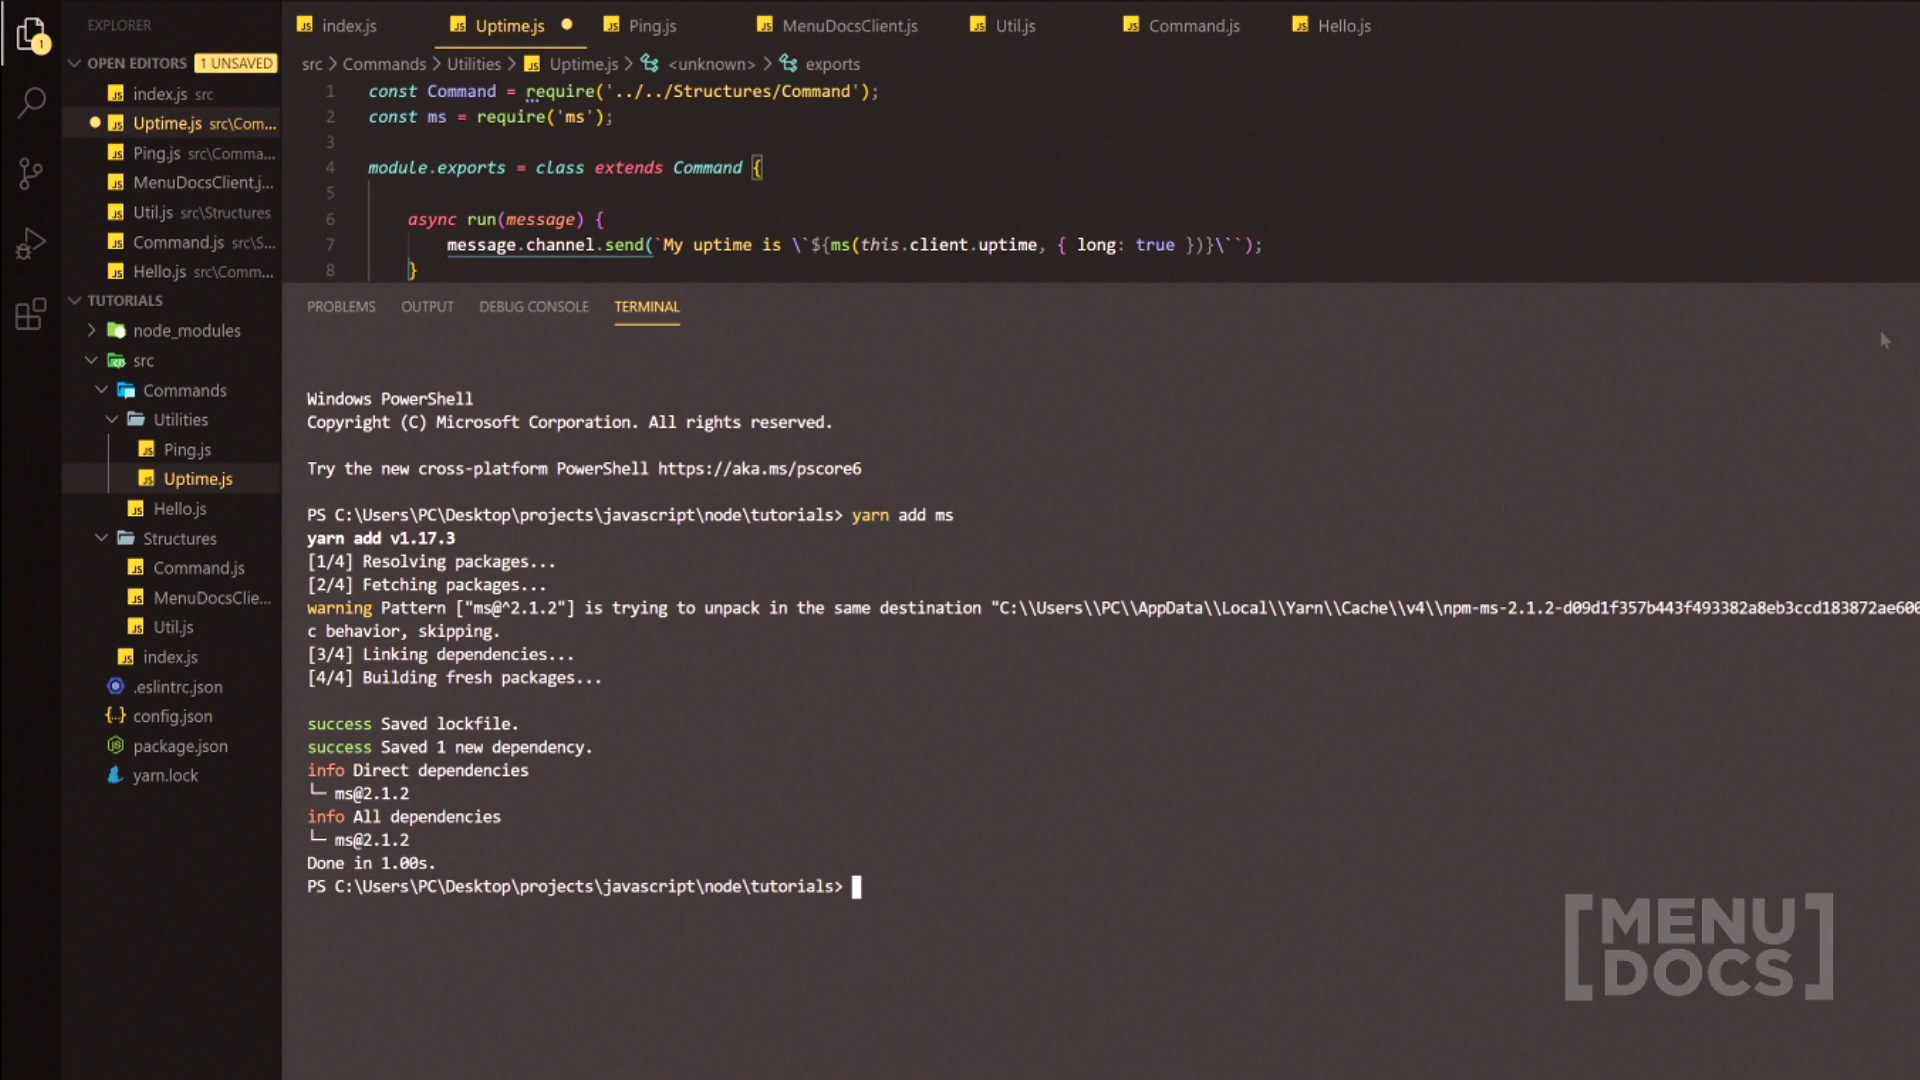 EXPLORER
index.js
Uptime.js
Ping.js
MenuDocsClient.js
Util.js
Command.js
Hello.js
OPEN EDITORS 1 UNSAVED
index.js src
Uptime.js src\Com...
Ping.js src\Comma...
MenuDocsClient.j...
Util.js src\Structures
Command.js src\S...
Hello.js src\Comm...
TUTORIALS
node_modules
src
Commands
Utilities
Ping.js
Uptime.js
Hello.js
Structures
Command.js
MenuDocsClie...
Util.js
index.js
.eslintrc.json
config.json
package.json
yarn.lock
src > Commands > Utilities > Uptime.js > <unknown> > exports
1 const Command = require('../../Structures/Command');
2 const ms = require('ms');
3
4 module.exports = class extends Command {
5
6 async run(message) {
7 message.channel.send(`My uptime is \`${ms(this.client.uptime, { long: true })}\``);
8 }
PROBLEMS OUTPUT DEBUG CONSOLE TERMINAL
Windows PowerShell
Copyright (C) Microsoft Corporation. All rights reserved.
Try the new cross-platform PowerShell https://aka.ms/pscore6
PS C:\Users\PC\Desktop\projects\javascript\node\tutorials> yarn add ms
yarn add v1.17.3
[1/4] Resolving packages...
[2/4] Fetching packages...
warning Pattern ["ms@^2.1.2"] is trying to unpack in the same destination "C:\\Users\\PC\\AppData\\Local\\Yarn\\Cache\\v4\\npm-ms-2.1.2-d09d1f357b443f493382a8eb3ccd183872ae600
c behavior, skipping.
[3/4] Linking dependencies...
[4/4] Building fresh packages...
success Saved lockfile.
success Saved 1 new dependency.
info Direct dependencies
└─ ms@2.1.2
info All dependencies
└─ ms@2.1.2
Done in 1.00s.
PS C:\Users\PC\Desktop\projects\javascript\node\tutorials>
[MENU
DOCS]
1